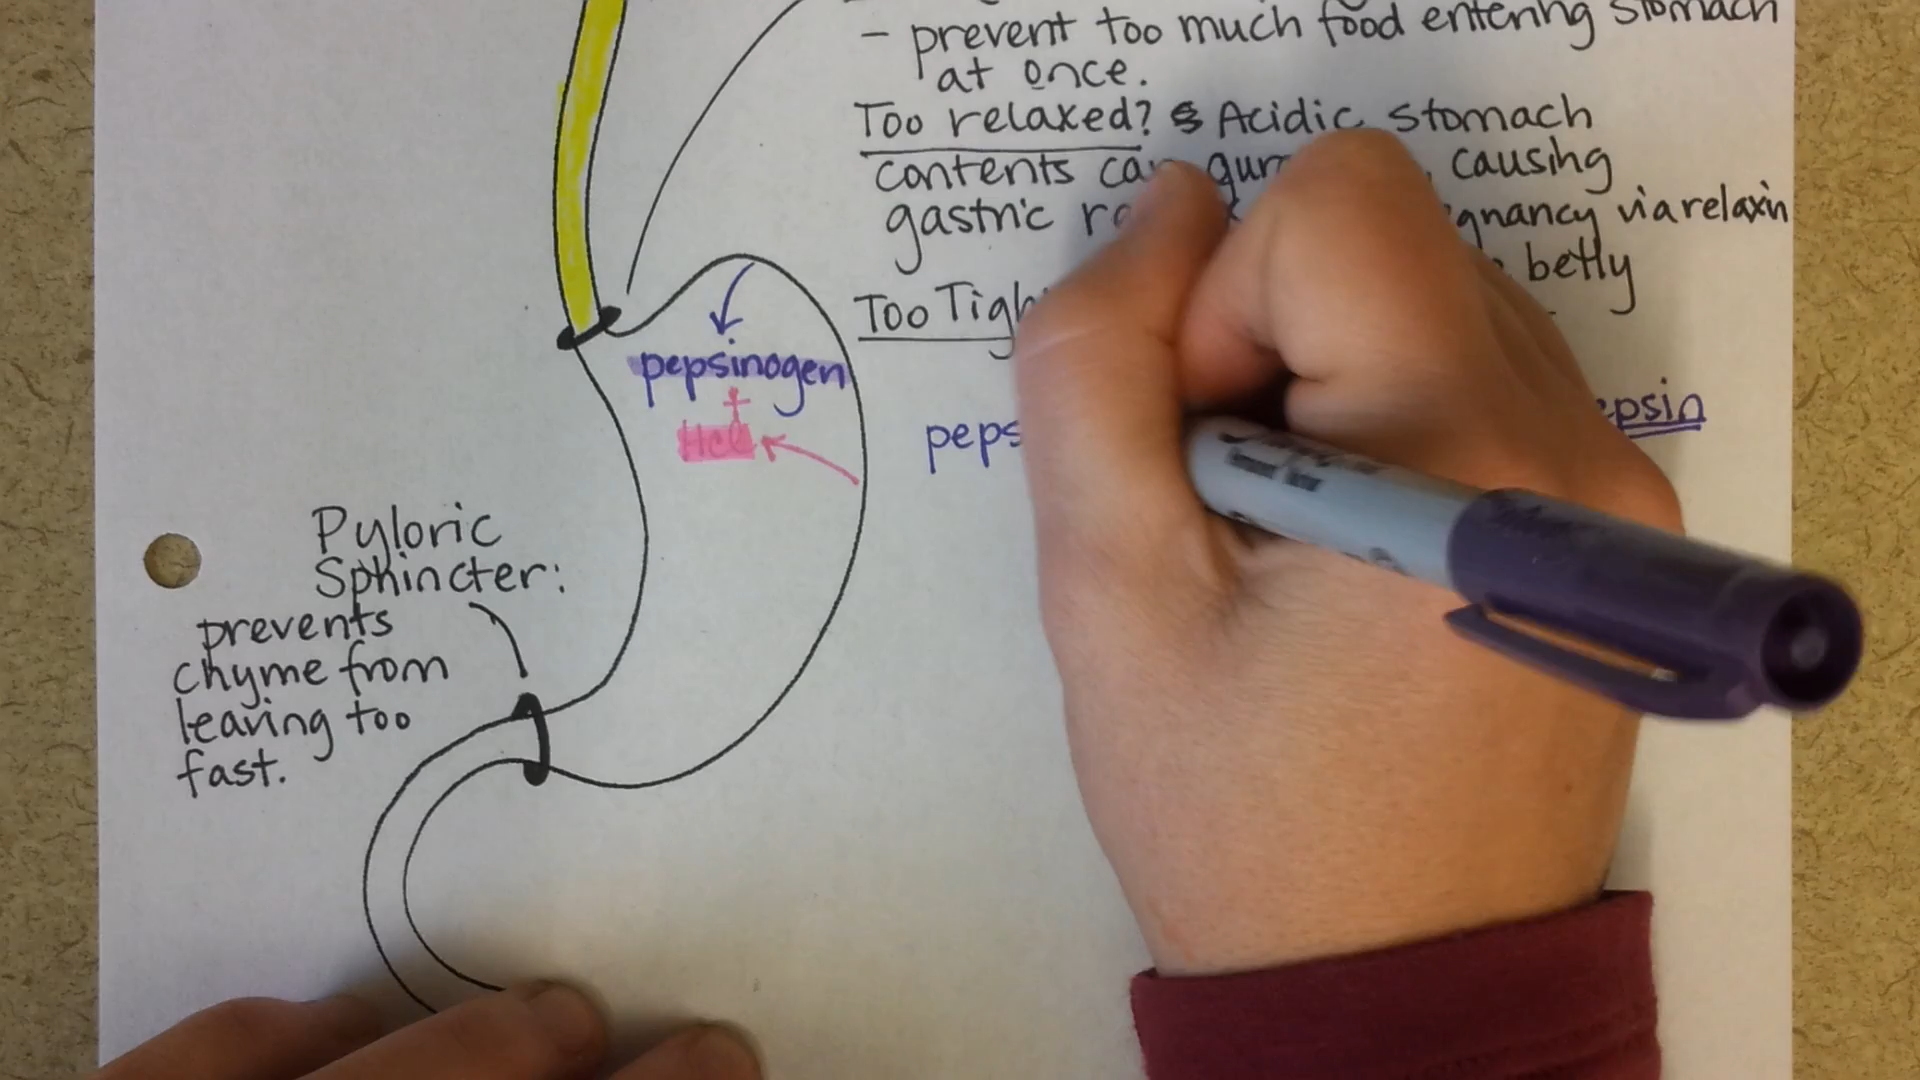 - prevent too much food entering stomach
at once.
Too relaxed? Acidic stomach
contents can causing
gastric via relaxin
belly
Too Tigh
pepsinogen
+
HCl
peps
epsin
Pyloric
Sphincter:
prevents
chyme from
leaving too
fast.